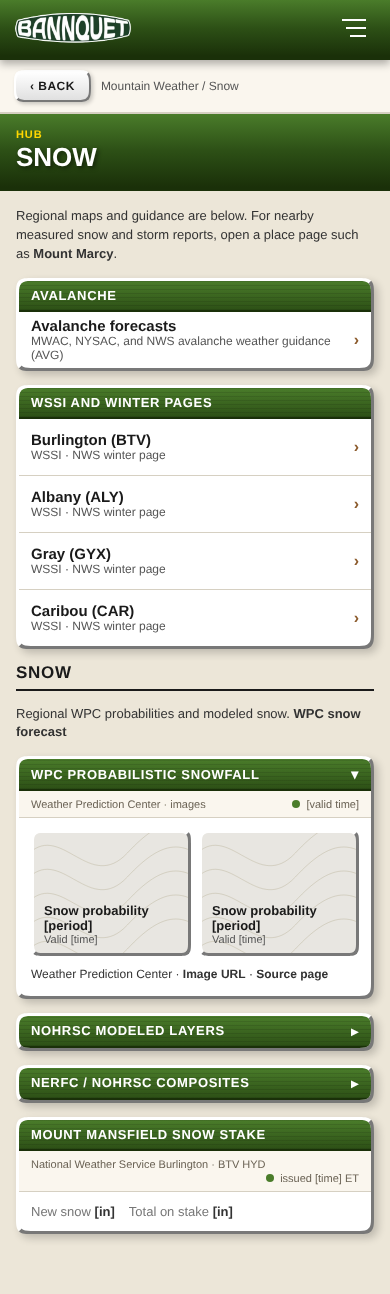 BANNQUET
‹ BACK
Mountain Weather / Snow
HUB
SNOW
Regional maps and guidance are below. For nearby
measured snow and storm reports, open a place page such
as Mount Marcy.
AVALANCHE
Avalanche forecasts
MWAC, NYSAC, and NWS avalanche weather guidance
(AVG)
›
WSSI AND WINTER PAGES
Burlington (BTV)
WSSI · NWS winter page
›
Albany (ALY)
WSSI · NWS winter page
›
Gray (GYX)
WSSI · NWS winter page
›
Caribou (CAR)
WSSI · NWS winter page
›
SNOW
Regional WPC probabilities and modeled snow. WPC snow
forecast
WPC PROBABILISTIC SNOWFALL ▼
Weather Prediction Center · images
[valid time]
Snow probability
[period]
Valid [time]
Snow probability
[period]
Valid [time]
Weather Prediction Center · Image URL · Source page
NOHRSC MODELED LAYERS ►
NERFC / NOHRSC COMPOSITES ►
MOUNT MANSFIELD SNOW STAKE
National Weather Service Burlington · BTV HYD
issued [time] ET
New snow [in] Total on stake [in]